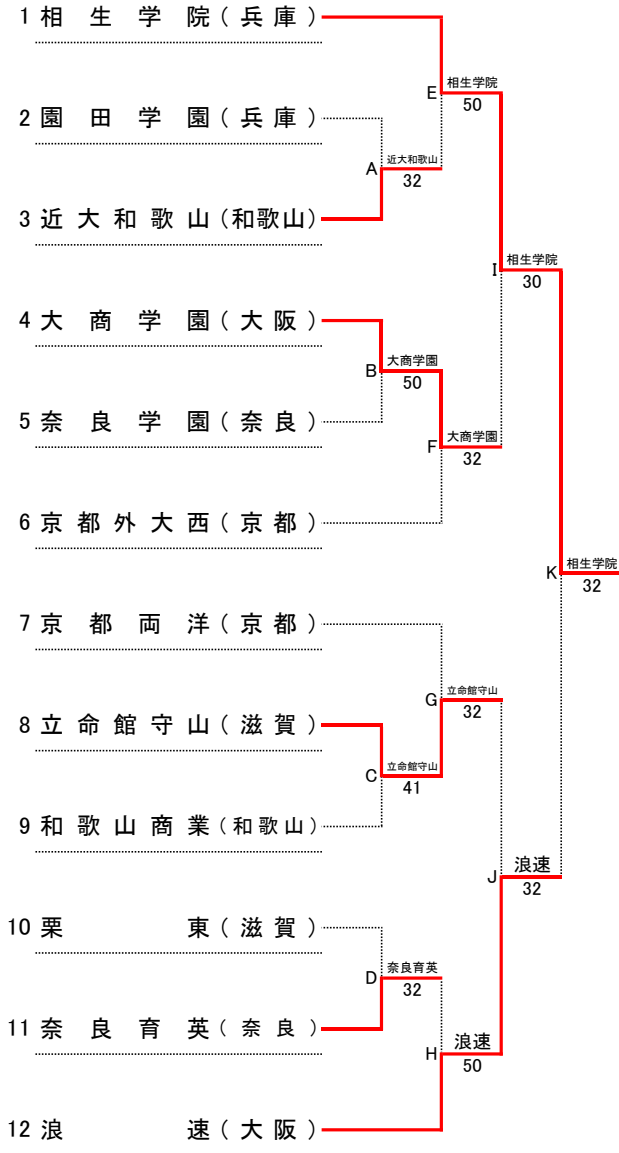 1 相生学院(兵庫)
相生学院
E
50
2 園田学園(兵庫)
近大和歌山
A
32
3 近大和歌山(和歌山)
相生学院
I
30
4 大商学園(大阪)
大商学園
B
50
5 奈良学園(奈良)
大商学園
F
32
6 京都外大西(京都)
相生学院
K
32
7 京都両洋(京都)
立命館守山
G
32
8 立命館守山(滋賀)
立命館守山
C
41
9 和歌山商業(和歌山)
浪速
J
32
10 栗東(滋賀)
奈良育英
D
32
11 奈良育英(奈良)
浪速
H
50
12 浪速(大阪)